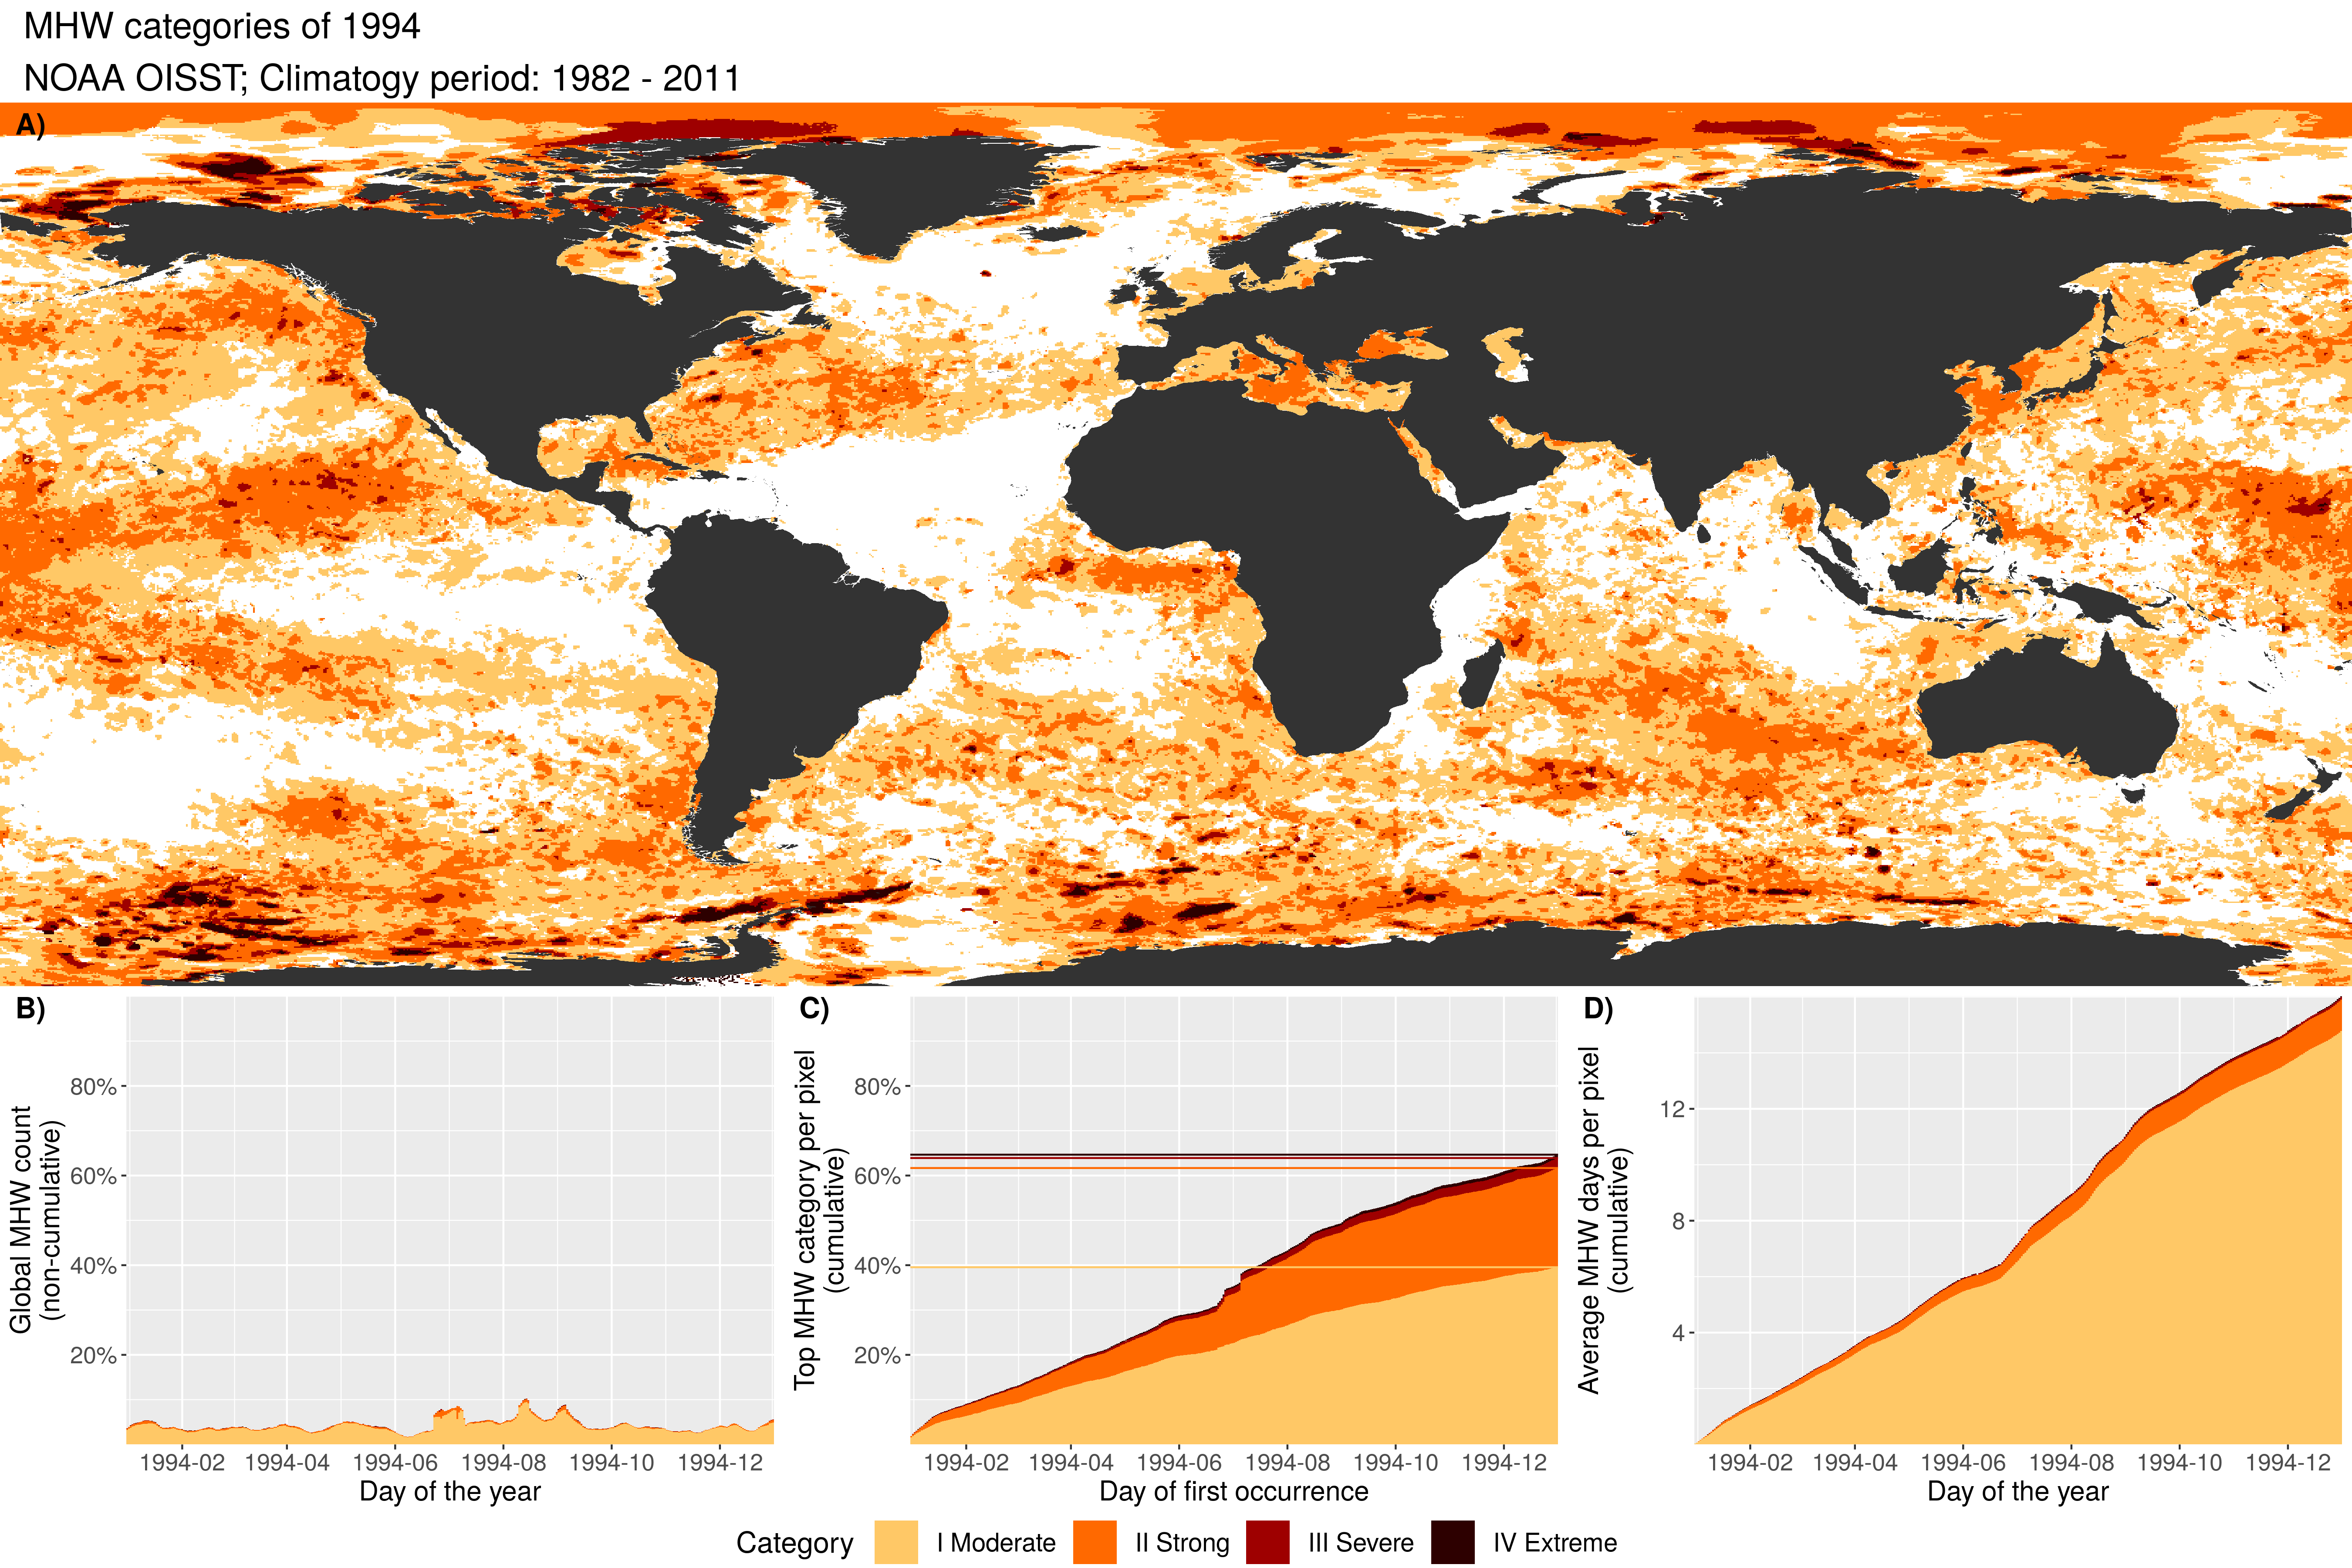 MHW categories of 1994
NOAA OISST; Climatogy period: 1982 - 2011
A)
B)
Global MHW count
(non-cumulative)
80%
60%
40%
20%
1994-02 1994-04 1994-06 1994-08 1994-10 1994-12
Day of the year
C)
Top MHW category per pixel
(cumulative)
80%
60%
40%
20%
1994-02 1994-04 1994-06 1994-08 1994-10 1994-12
Day of first occurrence
D)
Average MHW days per pixel
(cumulative)
12
8
4
1994-02 1994-04 1994-06 1994-08 1994-10 1994-12
Day of the year
Category I Moderate II Strong III Severe IV Extreme